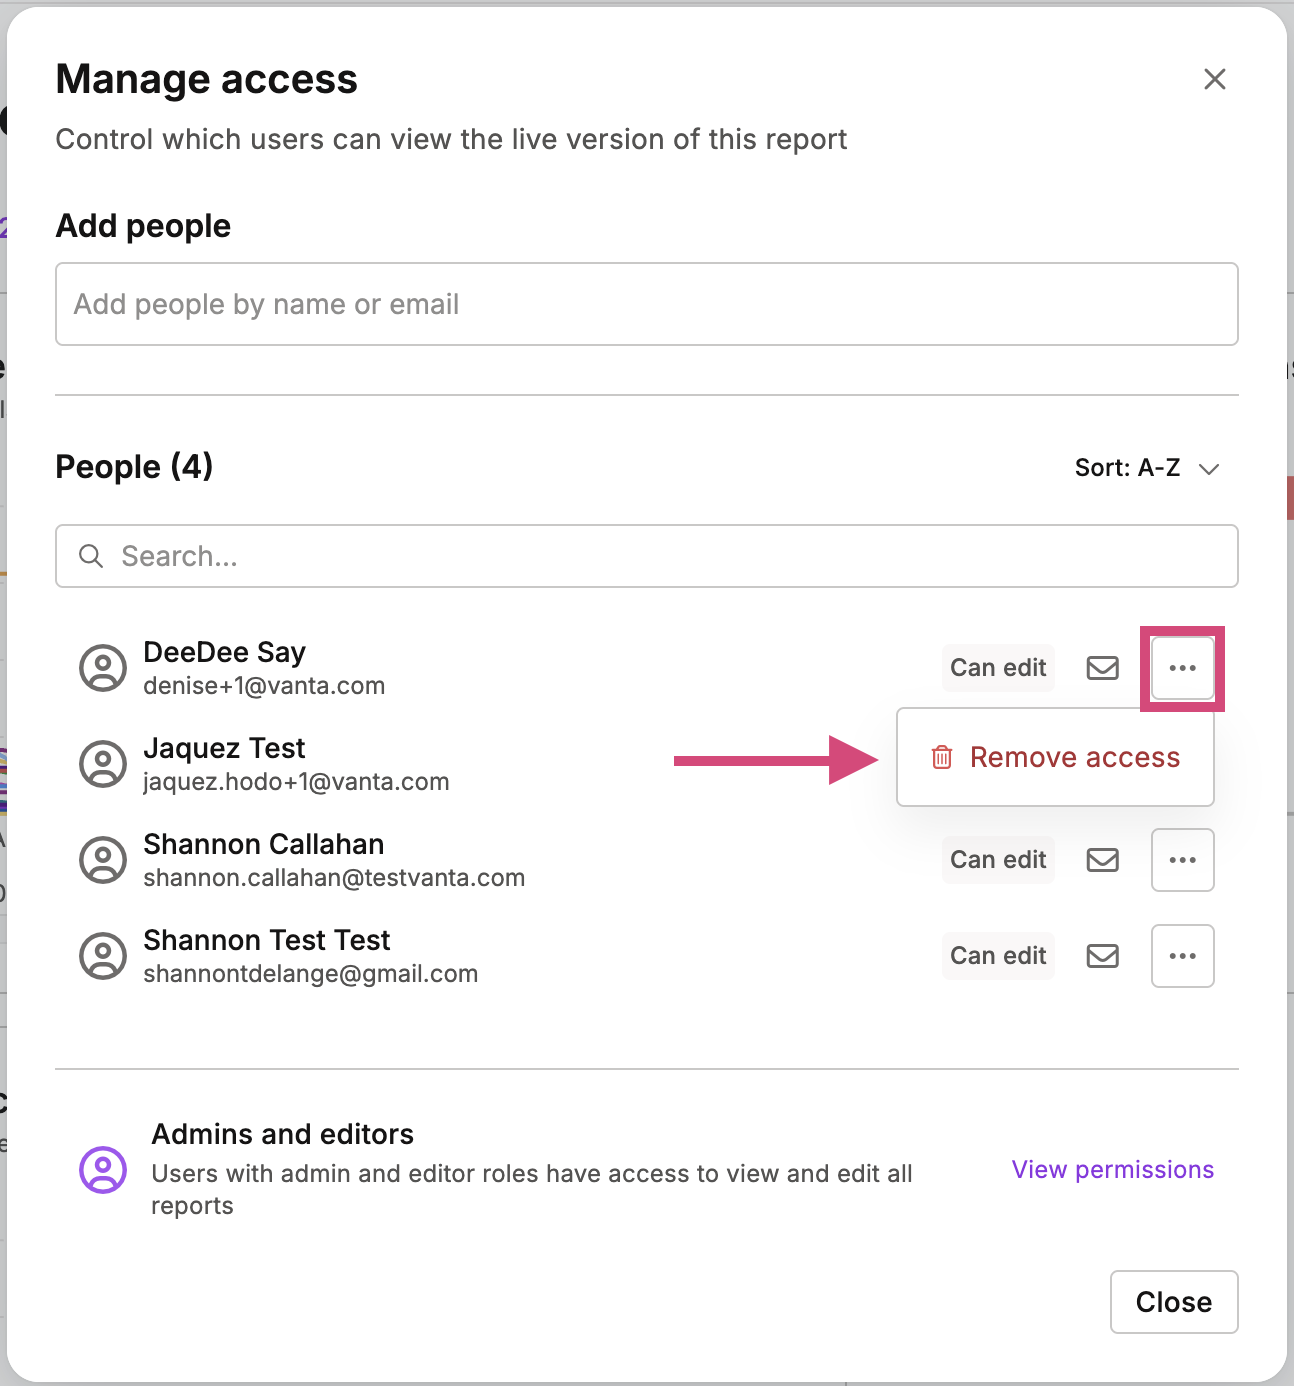 Manage access
Control which users can view the live version of this report
Add people
Add people by name or email
People (4)
Sort: A-Z
Search...
DeeDee Say
denise+1@vanta.com
Can edit
Remove access
Jaquez Test
jaquez.hodo+1@vanta.com
Shannon Callahan
shannon.callahan@testvanta.com
Can edit
Shannon Test Test
shannontdelange@gmail.com
Can edit
Admins and editors
Users with admin and editor roles have access to view and edit all
reports
View permissions
Close